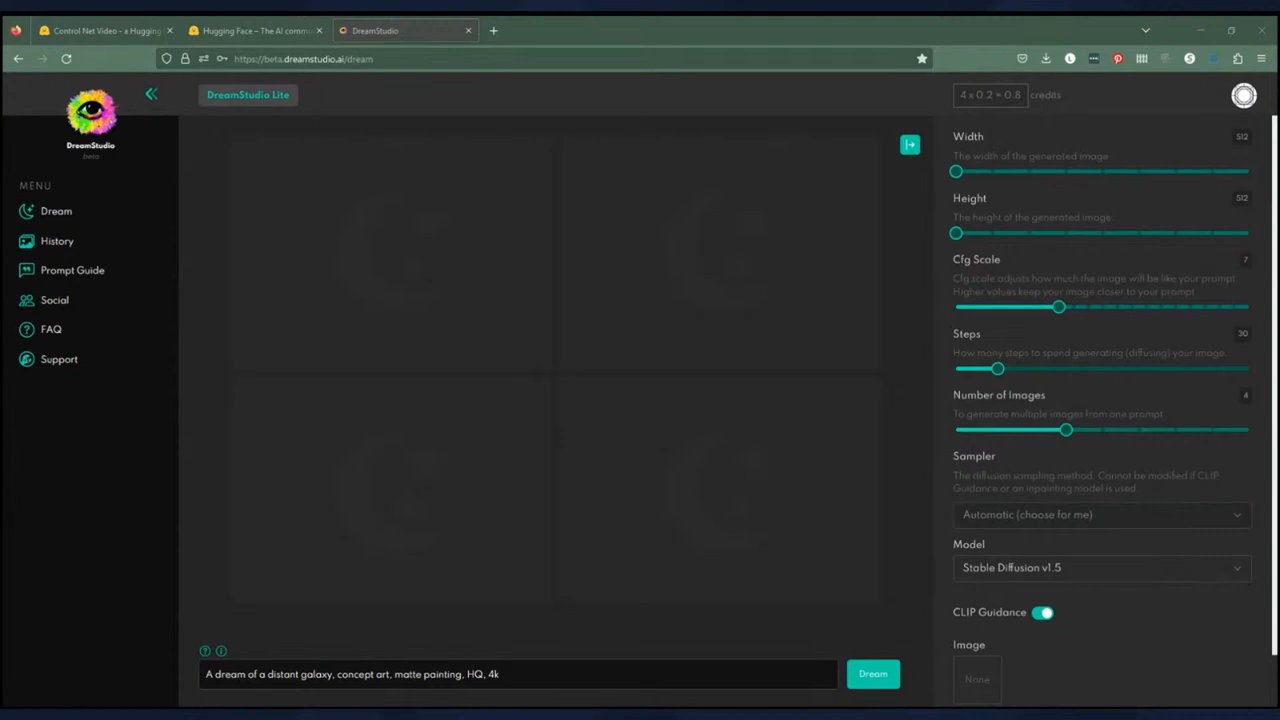 Control Net Video - a Hugging
Hugging Face – The AI commu
DreamStudio
https://beta.dreamstudio.ai/dream
DreamStudio
beta
DreamStudio Lite
4 x 0.2 = 0.8 credits
MENU
Dream
History
Prompt Guide
Social
FAQ
Support
Width 512
The width of the generated image
Height 512
The height of the generated image.
Cfg Scale 7
Cfg scale adjusts how much the image will be like your prompt.
Higher values keep your image closer to your prompt
Steps 30
How many steps to spend generating (diffusing) your image.
Number of Images 4
To generate multiple images from one prompt
Sampler
The diffusion sampling method. Cannot be modified if CLIP
Guidance or an inpainting model is used
Automatic (choose for me)
Model
Stable Diffusion v1.5
CLIP Guidance
Image
None
A dream of a distant galaxy, concept art, matte painting, HQ, 4k
Dream